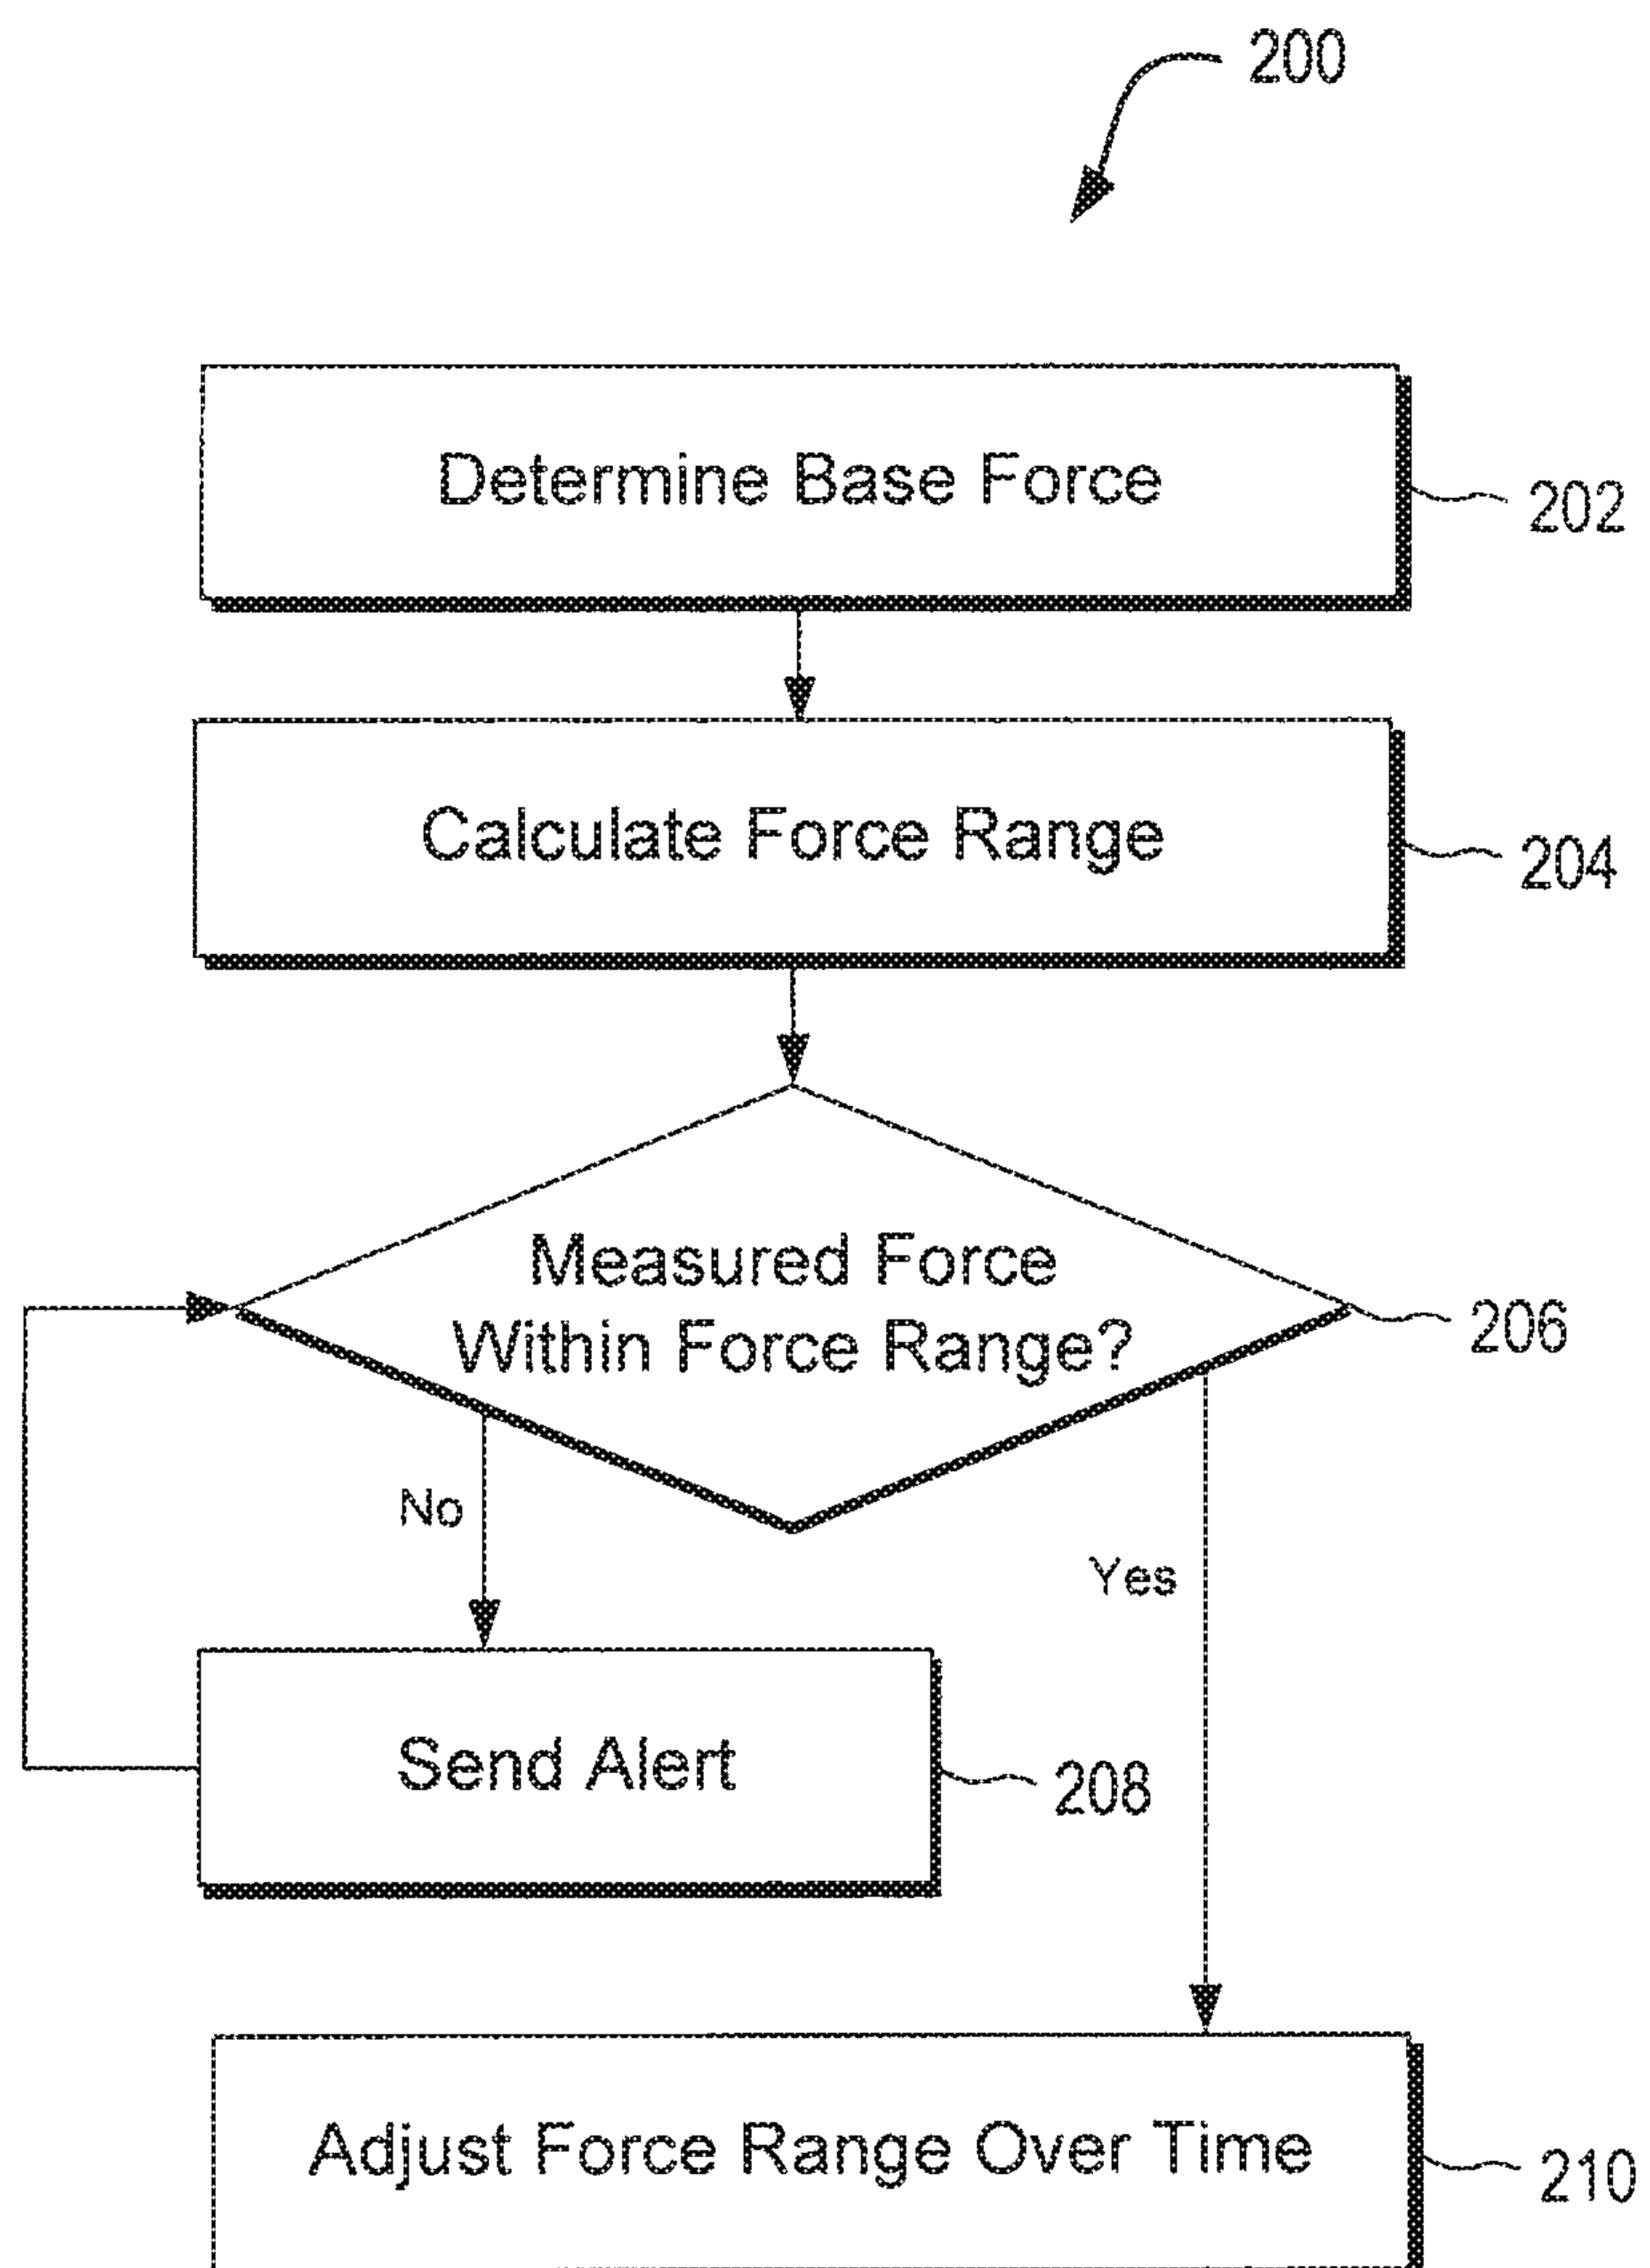 200
Determine Base Force
202
Calculate Force Range
204
Measured Force
Within Force Range?
206
No
Yes
Send Alert
208
Adjust Force Range Over Time
210